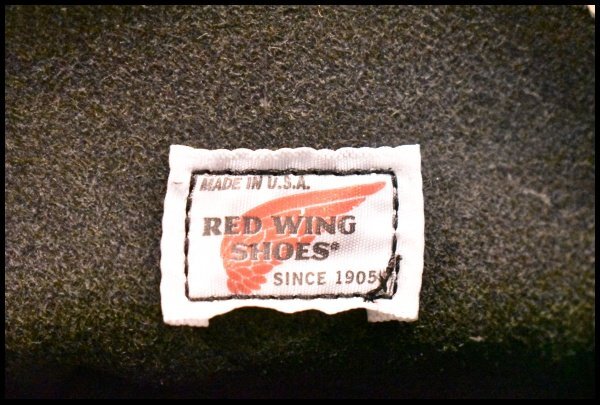 MADE IN U.S.A.
RED WING
SHOES®
SINCE 1905